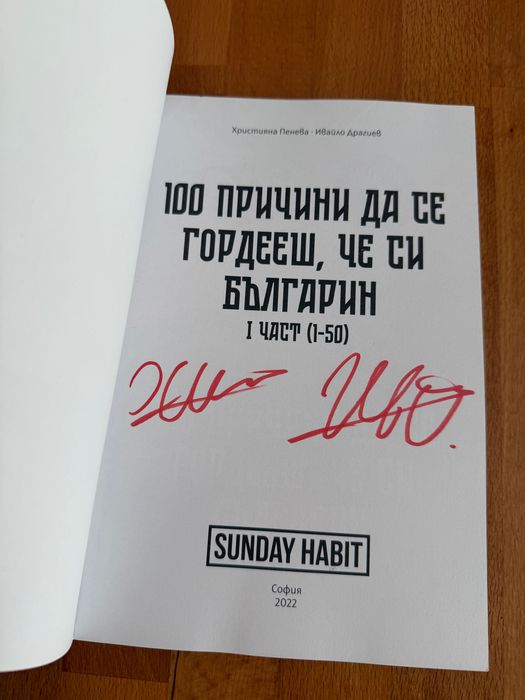 Християна Пенева · Ивайло Драгиев
100 ПРИЧИНИ ДА СЕ
ГОРДЕЕШ, ЧЕ СИ
БЪЛГАРИН
I ЧАСТ (1-50)
SUNDAY HABIT
София
2022